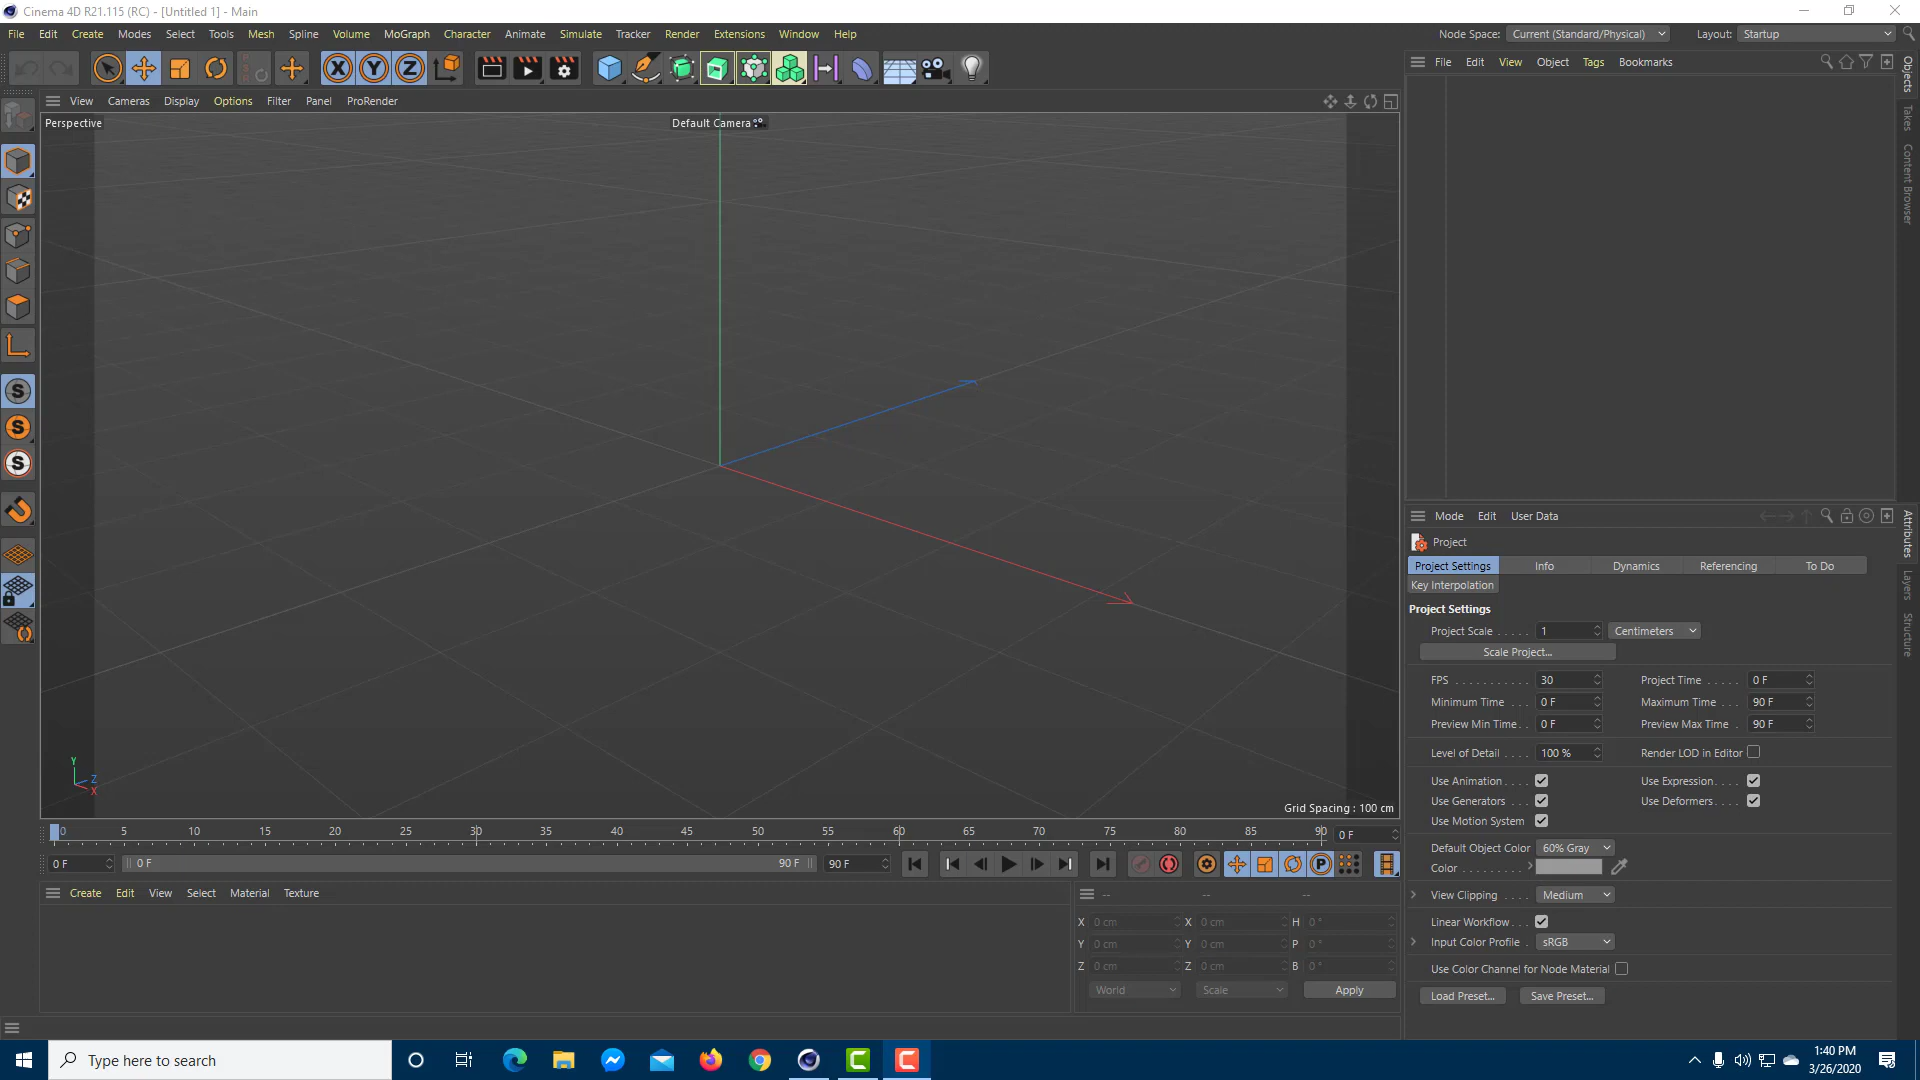 Cinema 4D R21.115 (RC) - [Untitled 1] - Main
File Edit Create Modes Select Tools Mesh Spline Volume MoGraph Character Animate Simulate Tracker Render Extensions Window Help
Node Space: Current (Standard/Physical) Layout: Startup
X Y Z
File Edit View Object Tags Bookmarks
Objects
Takes
Content Browser
View Cameras Display Options Filter Panel ProRender
Perspective
Default Camera
Y
Z
X
Grid Spacing : 100 cm
Mode Edit User Data
Attributes
Layers
Structure
Project
Project Settings Info Dynamics Referencing To Do
Key Interpolation
Project Settings
Project Scale . . . . . 1 Centimeters
Scale Project...
FPS . . . . . . . . . . . 30 Project Time . . . . . 0 F
Minimum Time . . . 0 F Maximum Time . . . 90 F
Preview Min Time . . 0 F Preview Max Time . 90 F
Level of Detail . . . . 100 % Render LOD in Editor
Use Animation . . . . Use Expression . . . .
Use Generators . . . Use Deformers . . . .
Use Motion System
Default Object Color 60% Gray
Color . . . . . . . . .
View Clipping . . . . Medium
Linear Workflow . . .
Input Color Profile . sRGB
Use Color Channel for Node Material
Load Preset... Save Preset...
0 5 10 15 20 25 30 35 40 45 50 55 60 65 70 75 80 85 90 0 F
0 F 0 F 90 F 90 F P
Create Edit View Select Material Texture
-- -- --
X 0 cm X 0 cm H 0 °
Y 0 cm Y 0 cm P 0 °
Z 0 cm Z 0 cm B 0 °
World Scale Apply
Type here to search
1:40 PM
3/26/2020